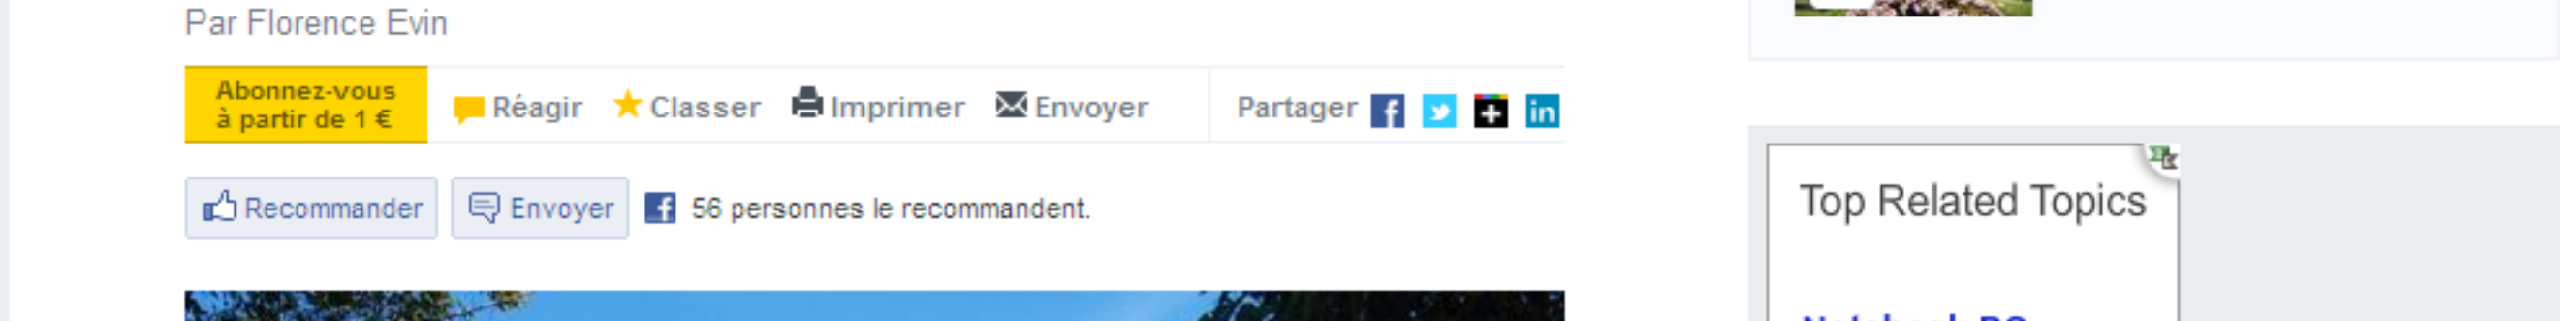 Par Florence Evin
Abonnez-vous
à partir de 1 €
Réagir Classer Imprimer Envoyer Partager
Recommander Envoyer 56 personnes le recommandent.
Top Related Topics